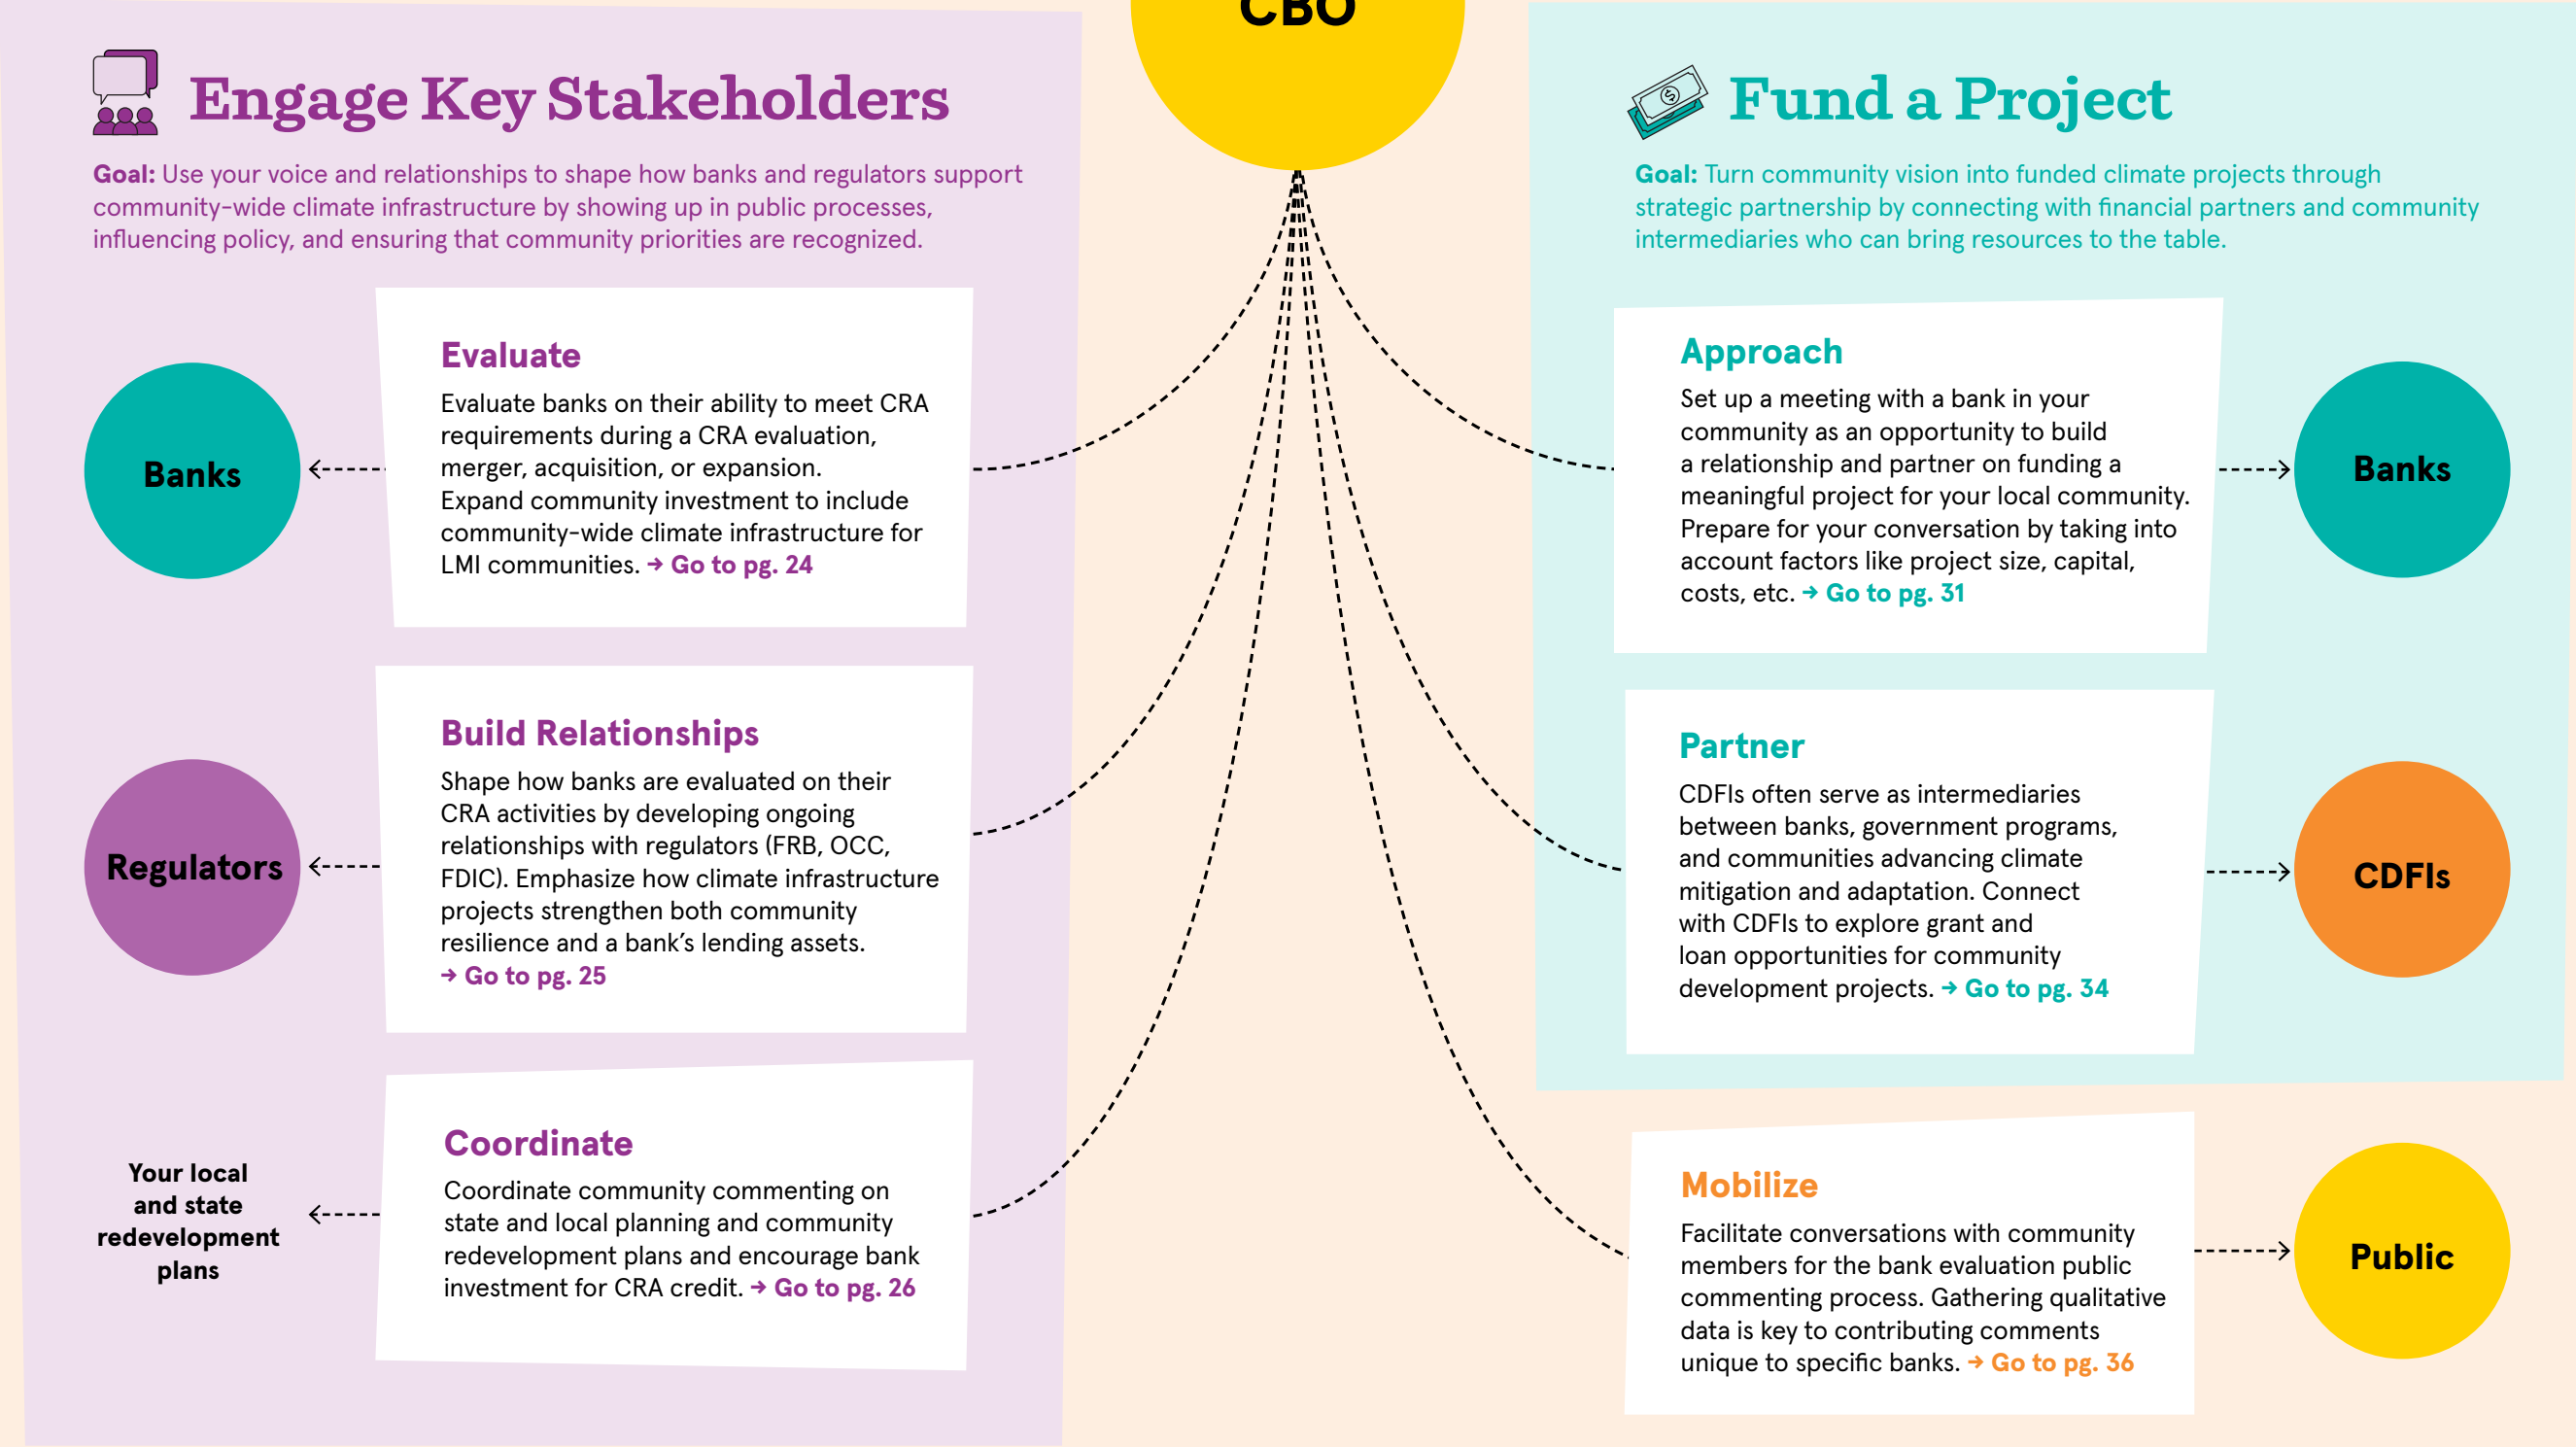 CBO
Engage Key Stakeholders
Goal: Use your voice and relationships to shape how banks and regulators support
community-wide climate infrastructure by showing up in public processes,
influencing policy, and ensuring that community priorities are recognized.
Banks
Evaluate
Evaluate banks on their ability to meet CRA
requirements during a CRA evaluation,
merger, acquisition, or expansion.
Expand community investment to include
community-wide climate infrastructure for
LMI communities. → Go to pg. 24
Regulators
Build Relationships
Shape how banks are evaluated on their
CRA activities by developing ongoing
relationships with regulators (FRB, OCC,
FDIC). Emphasize how climate infrastructure
projects strengthen both community
resilience and a bank’s lending assets.
→ Go to pg. 25
Your local
and state
redevelopment
plans
Coordinate
Coordinate community commenting on
state and local planning and community
redevelopment plans and encourage bank
investment for CRA credit. → Go to pg. 26
Fund a Project
Goal: Turn community vision into funded climate projects through
strategic partnership by connecting with financial partners and community
intermediaries who can bring resources to the table.
Approach
Set up a meeting with a bank in your
community as an opportunity to build
a relationship and partner on funding a
meaningful project for your local community.
Prepare for your conversation by taking into
account factors like project size, capital,
costs, etc. → Go to pg. 31
Banks
Partner
CDFIs often serve as intermediaries
between banks, government programs,
and communities advancing climate
mitigation and adaptation. Connect
with CDFIs to explore grant and
loan opportunities for community
development projects. → Go to pg. 34
CDFIs
Mobilize
Facilitate conversations with community
members for the bank evaluation public
commenting process. Gathering qualitative
data is key to contributing comments
unique to specific banks. → Go to pg. 36
Public